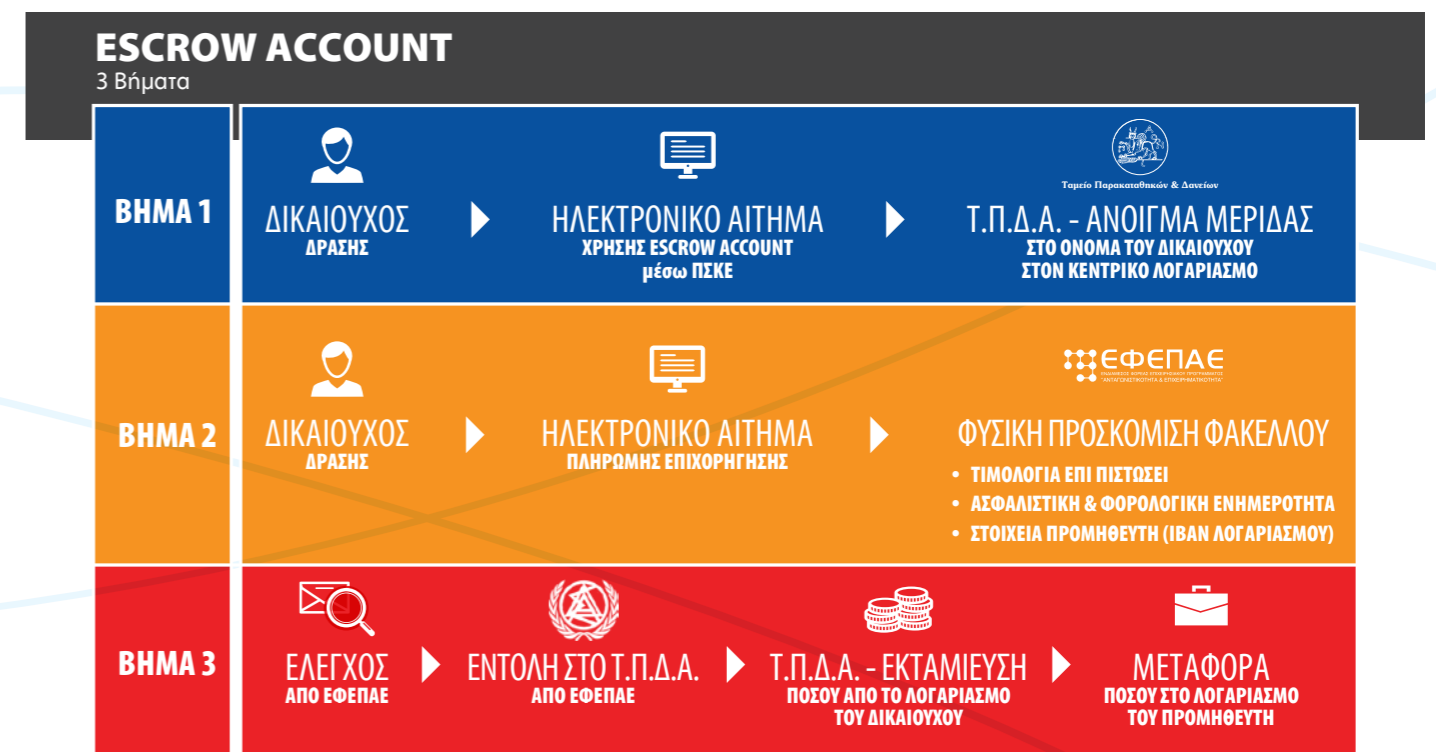 ESCROW ACCOUNT
3 Βήματα
ΒΗΜΑ 1
ΔΙΚΑΙΟΥΧΟΣ
ΔΡΑΣΗΣ
ΗΛΕΚΤΡΟΝΙΚΟ ΑΙΤΗΜΑ
ΧΡΗΣΗΣ ESCROW ACCOUNT
μέσω ΠΣΚΕ
Ταμείο Παρακαταθηκών & Δανείων
Τ.Π.Δ.Α. - ΑΝΟΙΓΜΑ ΜΕΡΙΔΑΣ
ΣΤΟ ΟΝΟΜΑ ΤΟΥ ΔΙΚΑΙΟΥΧΟΥ
ΣΤΟΝ ΚΕΝΤΡΙΚΟ ΛΟΓΑΡΙΑΣΜΟ
ΒΗΜΑ 2
ΔΙΚΑΙΟΥΧΟΣ
ΔΡΑΣΗΣ
ΗΛΕΚΤΡΟΝΙΚΟ ΑΙΤΗΜΑ
ΠΛΗΡΩΜΗΣ ΕΠΙΧΟΡΗΓΗΣΗΣ
ΕΦΕΠΑΕ
"ΑΝΤΑΓΩΝΙΣΤΙΚΟΤΗΤΑ & ΕΠΙΧΕΙΡΗΜΑΤΙΚΟΤΗΤΑ"
ΦΥΣΙΚΗ ΠΡΟΣΚΟΜΙΣΗ ΦΑΚΕΛΛΟΥ
• ΤΙΜΟΛΟΓΙΑ ΕΠΙ ΠΙΣΤΩΣΕΙ
• ΑΣΦΑΛΙΣΤΙΚΗ & ΦΟΡΟΛΟΓΙΚΗ ΕΝΗΜΕΡΟΤΗΤΑ
• ΣΤΟΙΧΕΙΑ ΠΡΟΜΗΘΕΥΤΗ (ΙΒΑΝ ΛΟΓΑΡΙΑΣΜΟΥ)
ΒΗΜΑ 3
ΕΛΕΓΧΟΣ
ΑΠΟ ΕΦΕΠΑΕ
ΕΝΤΟΛΗ ΣΤΟ Τ.Π.Δ.Α.
ΑΠΟ ΕΦΕΠΑΕ
Τ.Π.Δ.Α. - ΕΚΤΑΜΙΕΥΣΗ
ΠΟΣΟΥ ΑΠΟ ΤΟ ΛΟΓΑΡΙΑΣΜΟ
ΤΟΥ ΔΙΚΑΙΟΥΧΟΥ
ΜΕΤΑΦΟΡΑ
ΠΟΣΟΥ ΣΤΟ ΛΟΓΑΡΙΑΣΜΟ
ΤΟΥ ΠΡΟΜΗΘΕΥΤΗ